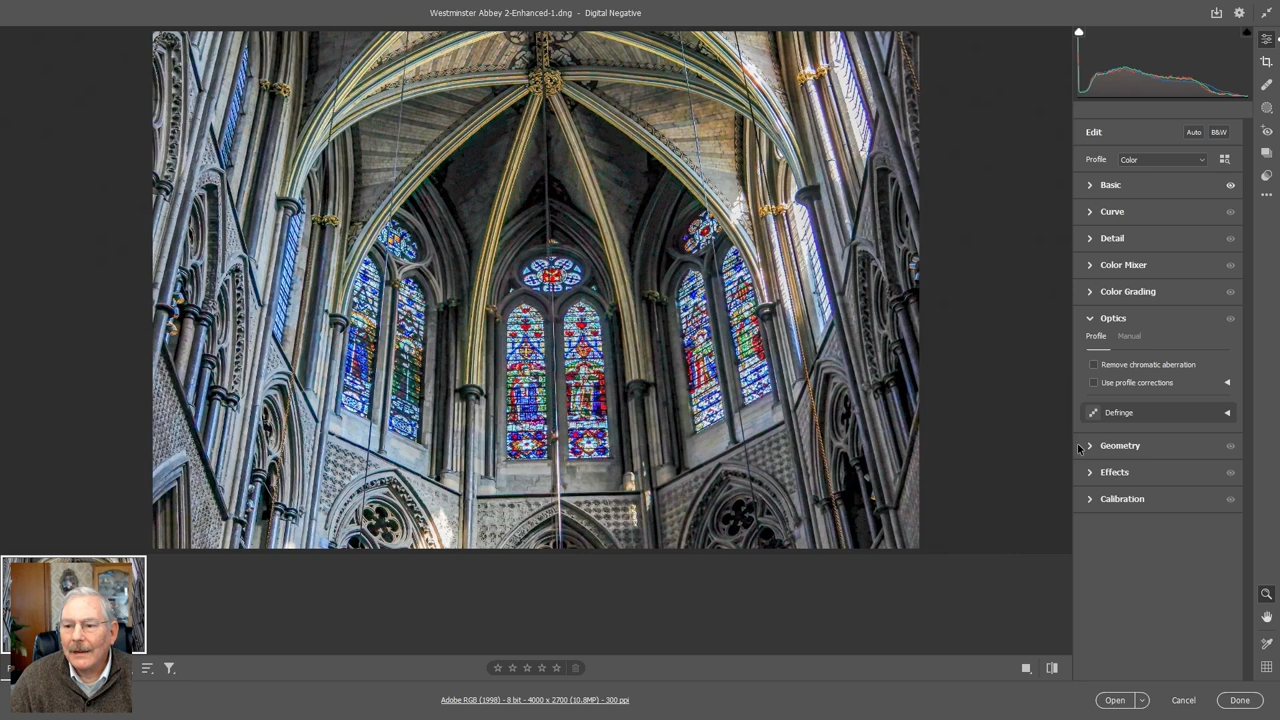 Westminster Abbey 2-Enhanced-1.dng - Digital Negative
Edit
Auto
B&W
Profile
Color
Basic
Curve
Detail
Color Mixer
Color Grading
Optics
Profile Manual
Remove chromatic aberration
Use profile corrections
Defringe
Geometry
Effects
Calibration
Adobe RGB (1998) - 8 bit - 4000 x 2700 (10.8MP) - 300 ppi
Open
Cancel
Done